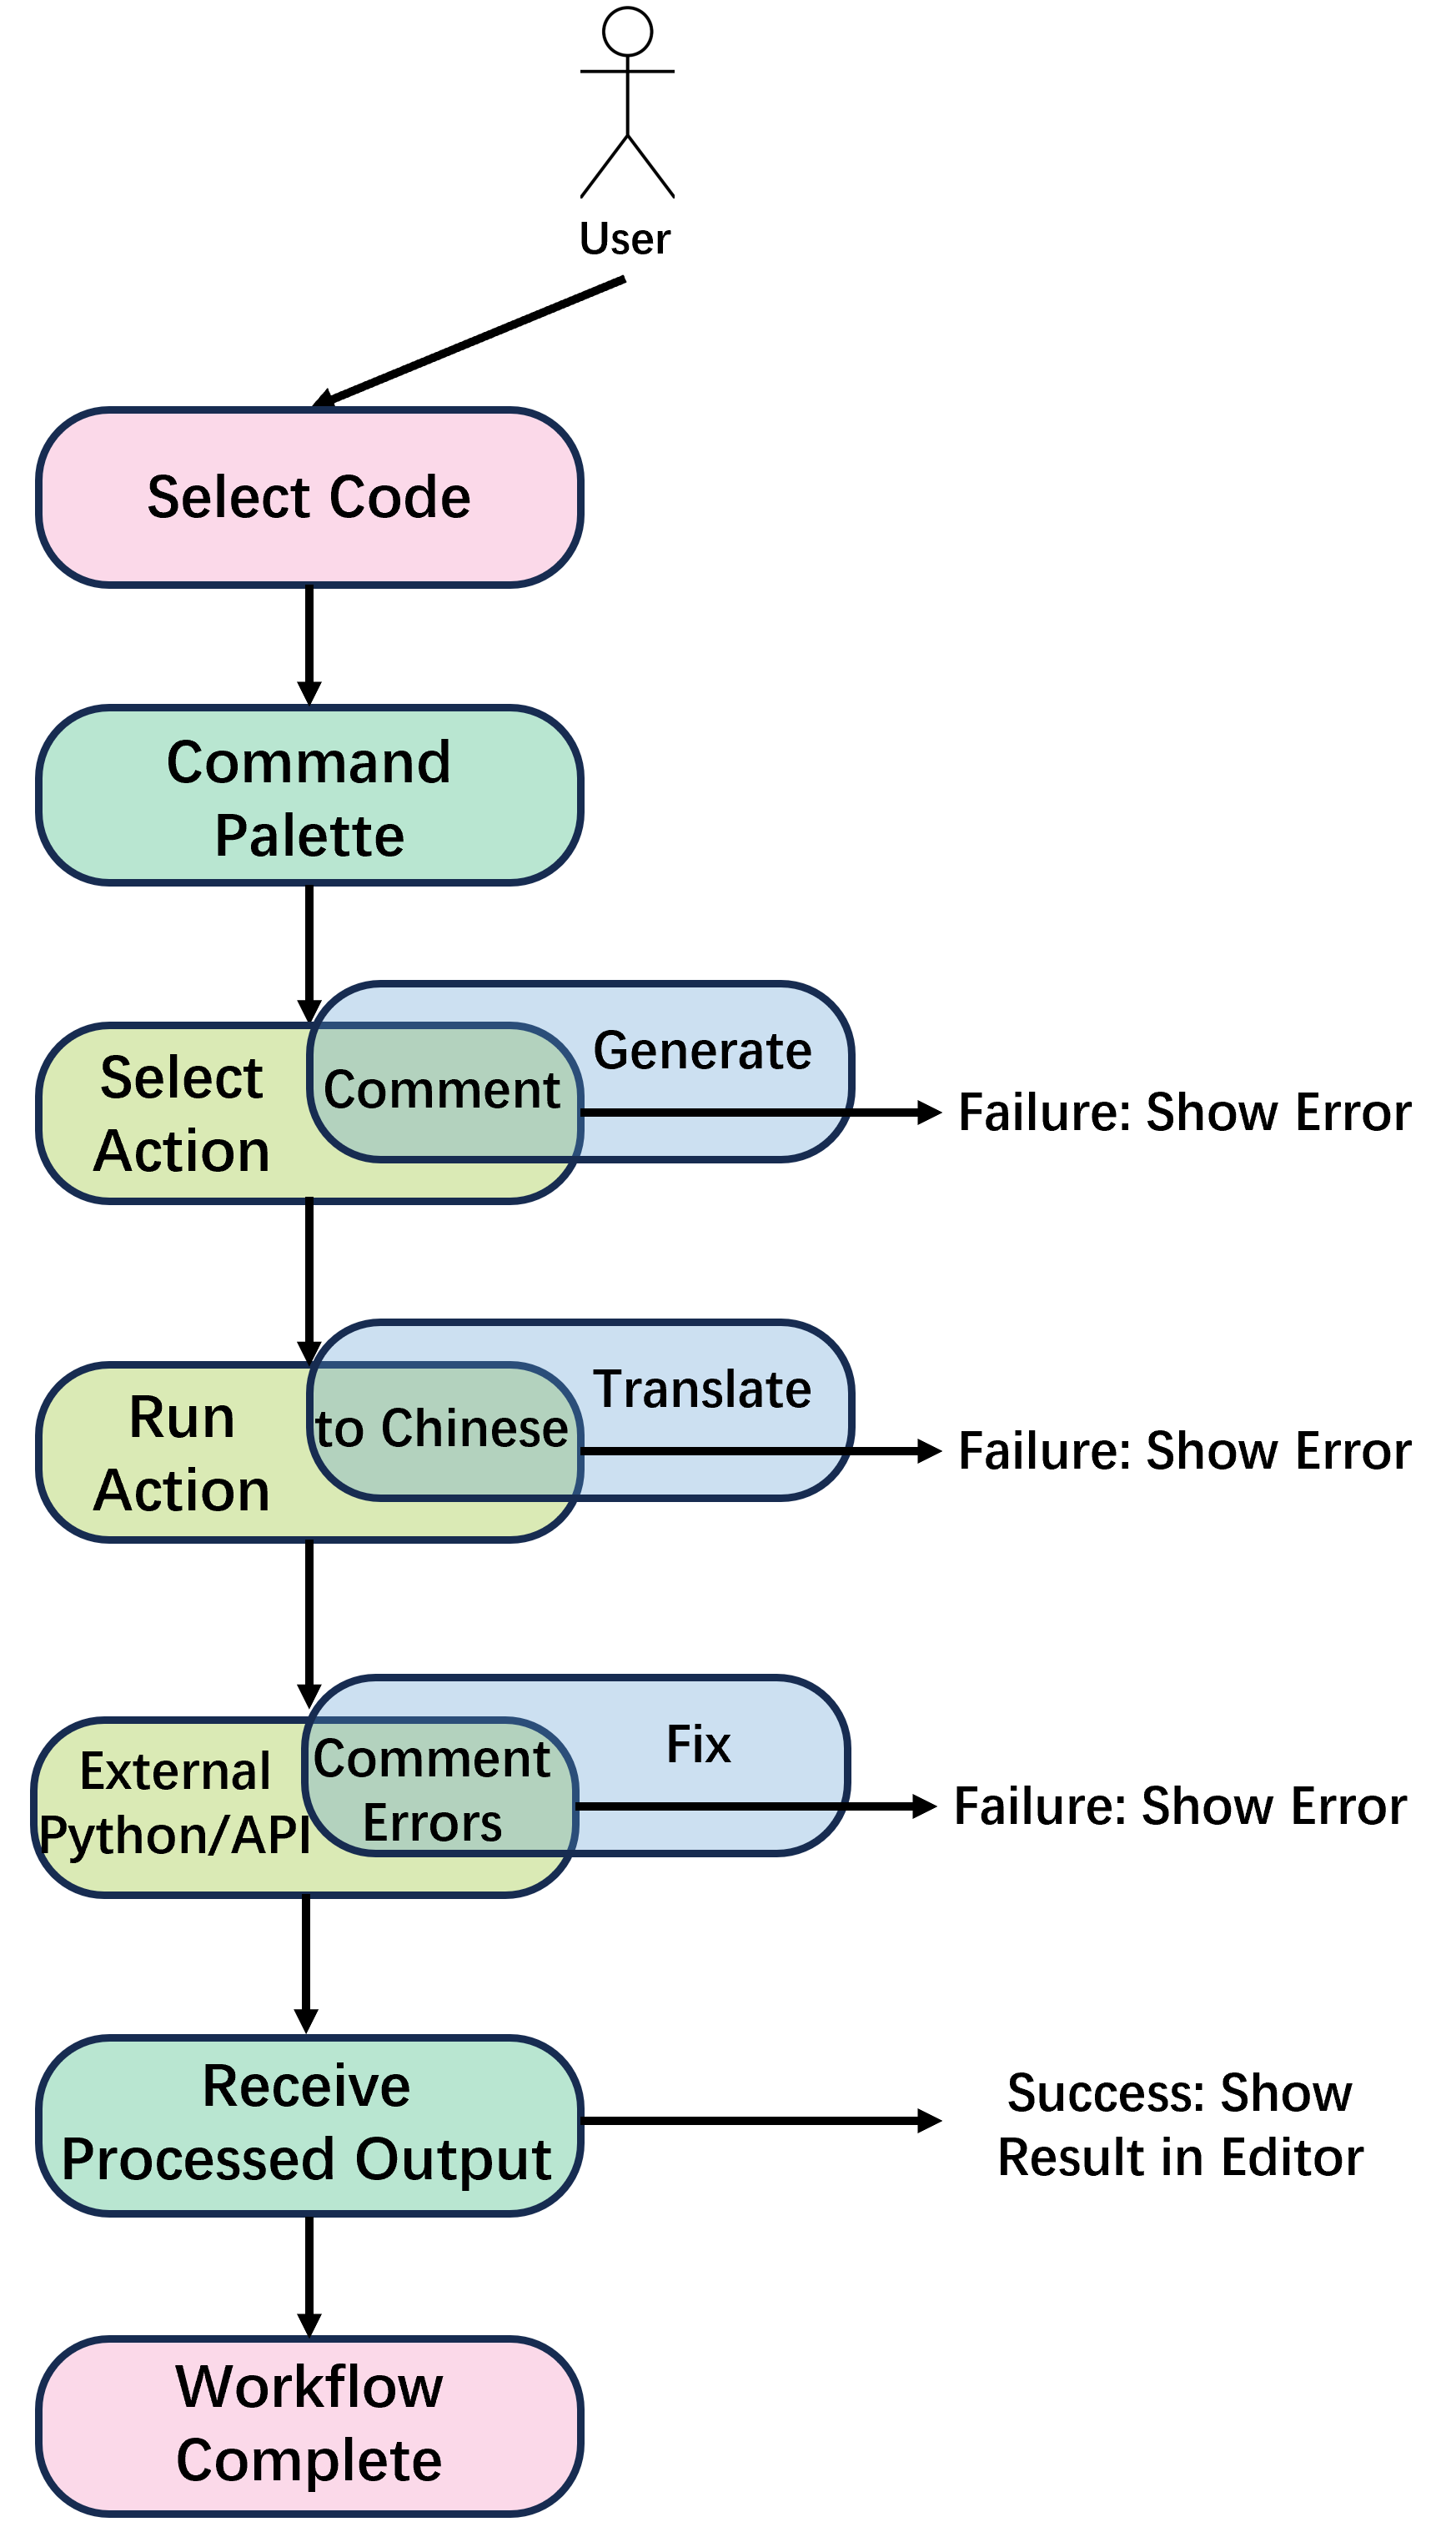 User
Select Code
Command
Palette
Select
Action
Comment
Generate
Failure: Show Error
Run
Action
to Chinese
Translate
Failure: Show Error
External
Python/API
Comment
Errors
Fix
Failure: Show Error
Receive
Processed Output
Success: Show
Result in Editor
Workflow
Complete